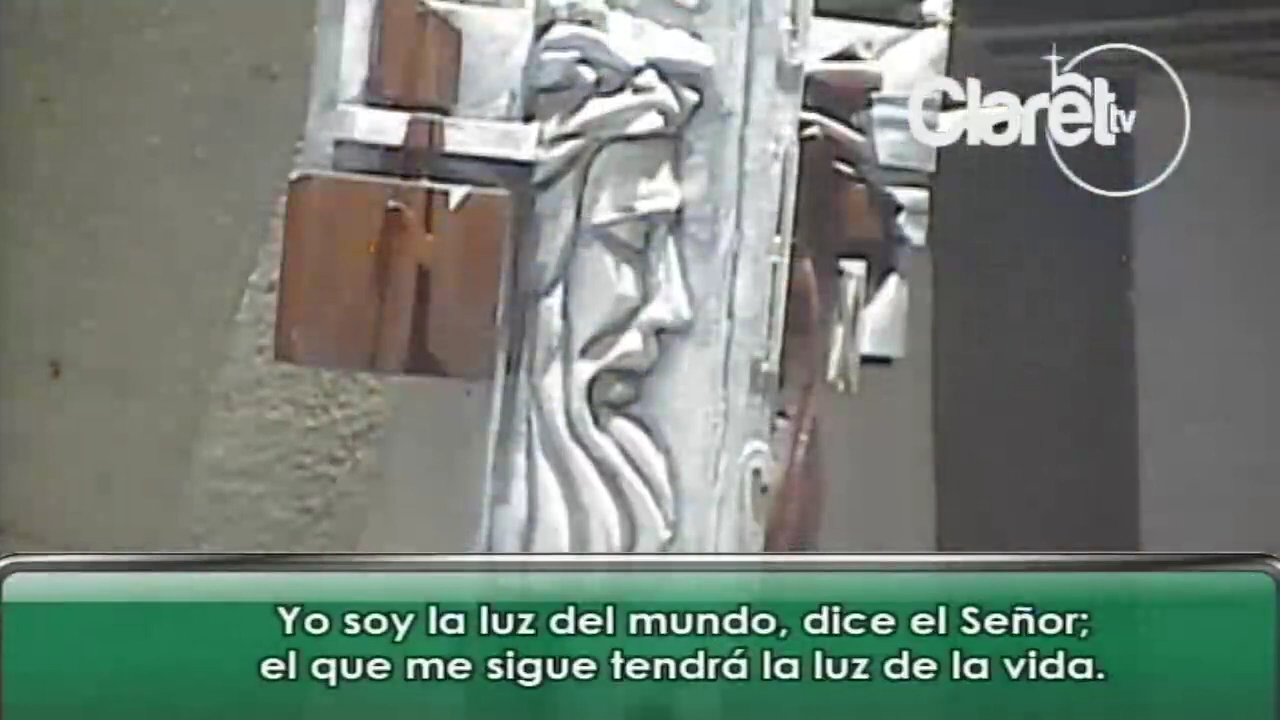 Claret tv
Yo soy la luz del mundo, dice el Señor;
el que me sigue tendrá la luz de la vida.